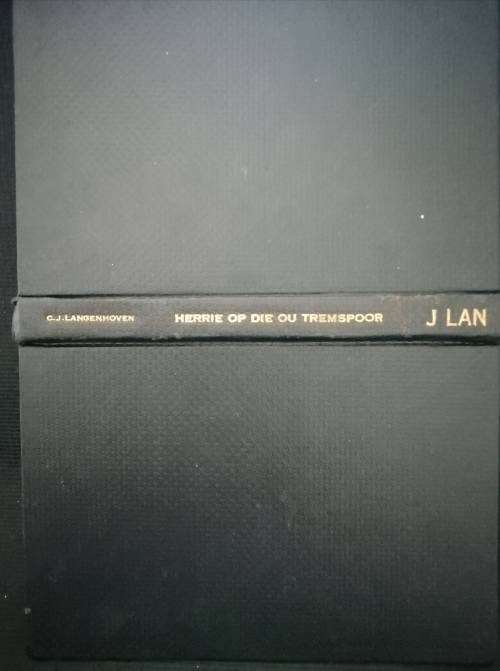 C.J. LANGENHOVEN
HERRIE OP DIE OU TREMSPOOR
J LAN